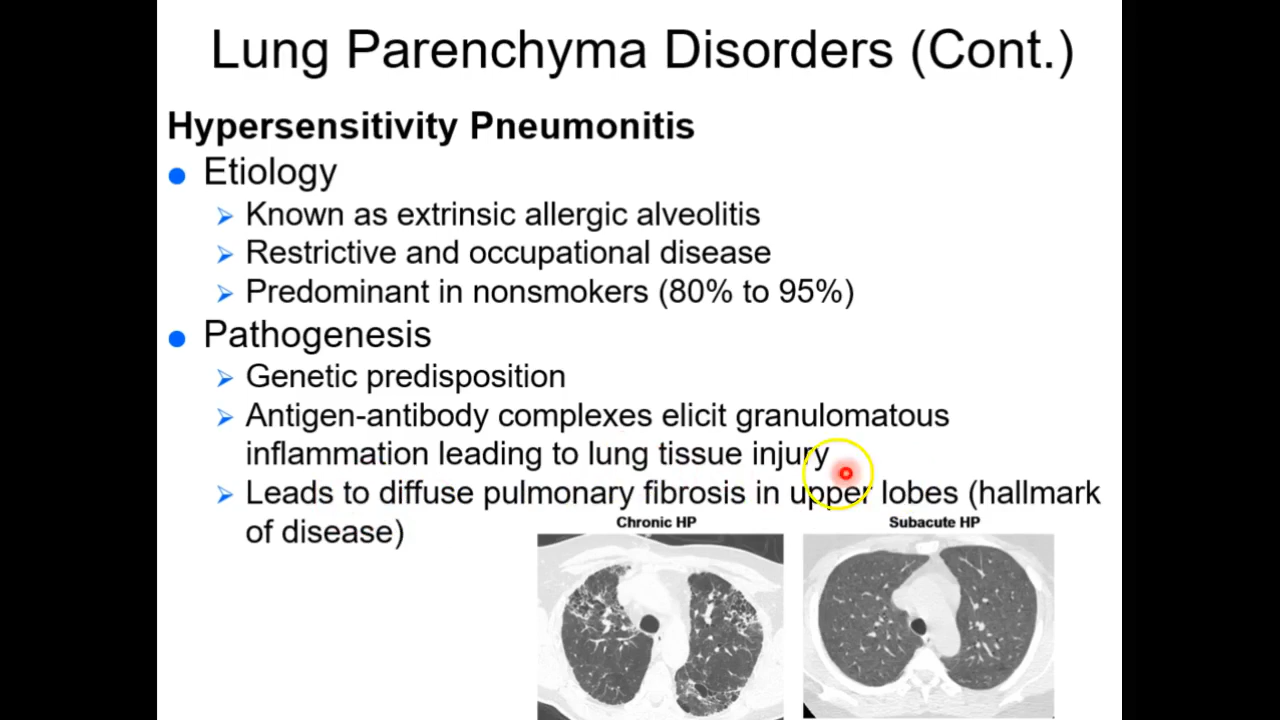 Lung Parenchyma Disorders (Cont.)
Hypersensitivity Pneumonitis
Etiology
Known as extrinsic allergic alveolitis
Restrictive and occupational disease
Predominant in nonsmokers (80% to 95%)
Pathogenesis
Genetic predisposition
Antigen-antibody complexes elicit granulomatous
inflammation leading to lung tissue injury
Leads to diffuse pulmonary fibrosis in upper lobes (hallmark
of disease)
Chronic HP
Subacute HP